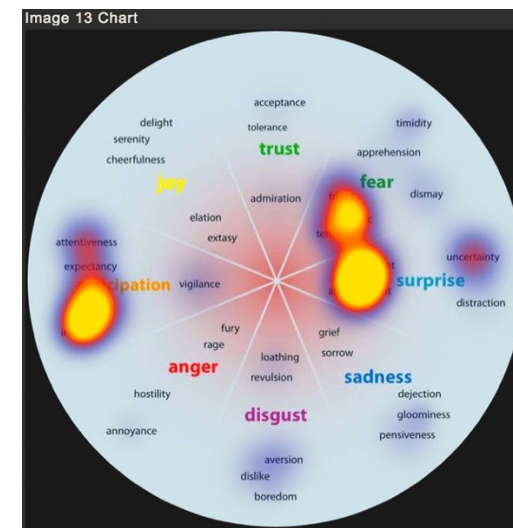 Image 13 Chart
acceptance
delight
tolerance
timidity
serenity
trust
cheerfulness
apprehension
joy
fear
admiration
dismay
elation
extasy
attentiveness
uncertainty
expectancy
vigilance
surprise
distraction
fury
grief
rage
sorrow
loathing
anger
revulsion
sadness
hostility
dejection
disgust
gloominess
annoyance
pensiveness
aversion
dislike
boredom